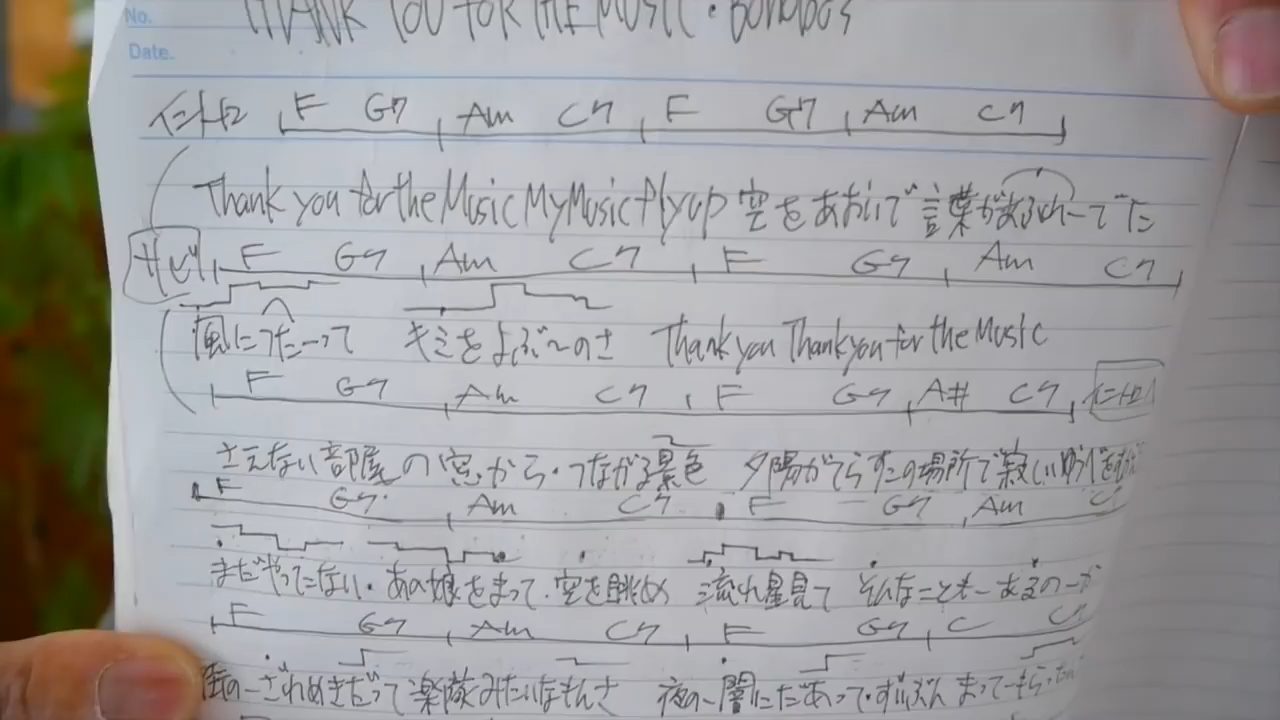 No.
THANK YOU FOR THE MUSIC・bonobos
Date.
イントロ F G7 Am C7 F G7 Am C7
Thank you for the Music My Music fly up 空をあおいで 言葉があふれーてた
サビ F G7 Am C7 F G7 Am C7
風にうたーって キミをよぶ〜のさ Thank you Thank you for the Music
F G7 Am C7 F G7 A# C7 イントロ
さえない部屋の窓から・つながる景色 夕陽がてらすこの場所で寂しい
F G7 Am C7 F G7 Am C
まだやってこない・あの娘をまって・空を眺め 流れ星見て そんなこともーあるのーか
F G7 Am C7 F G7 C C7
街のーざわめきだって楽隊みたいなもんさ 夜の〜闇にだあって・ずいぶん まってーもら